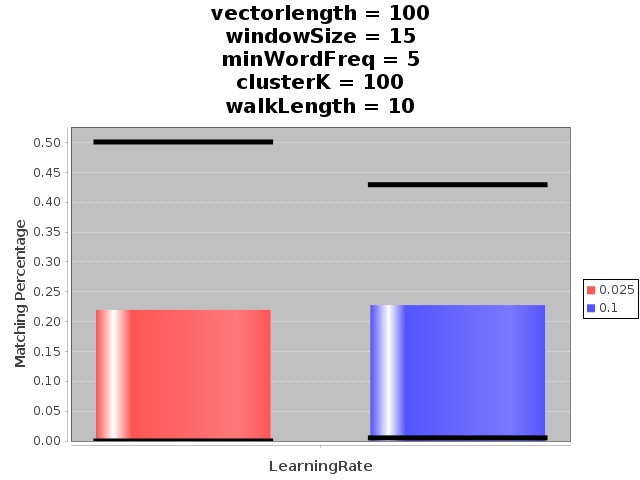 vectorlength = 100
windowSize = 15
minWordFreq = 5
clusterK = 100
walkLength = 10
Matching Percentage
0.50
0.45
0.40
0.35
0.30
0.25
0.20
0.15
0.10
0.05
0.00
LearningRate
0.025
0.1